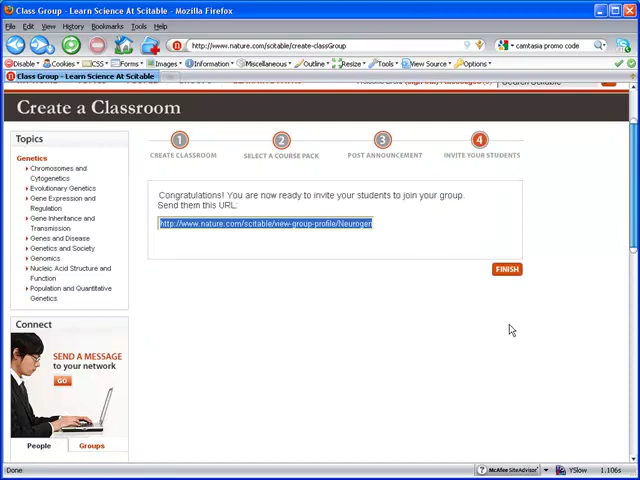 Class Group - Learn Science At Scitable - Mozilla Firefox
File Edit View History Bookmarks Tools Help
http://www.nature.com/scitable/create-classGroup
camtasia promo code
Disable Cookies CSS Forms Images Information Miscellaneous Outline Resize Tools View Source Options
Class Group - Learn Science At Scitable
Create a Classroom
Topics
Genetics
Chromosomes and
Cytogenetics
Evolutionary Genetics
Gene Expression and
Regulation
Gene Inheritance and
Transmission
Genes and Disease
Genetics and Society
Genomics
Nucleic Acid Structure and
Function
Population and Quantitative
Genetics
1 2 3 4
CREATE CLASSROOM SELECT A COURSE PACK POST ANNOUNCEMENT INVITE YOUR STUDENTS
Congratulations! You are now ready to invite your students to join your group.
Send them this URL:
http://www.nature.com/scitable/view-group-profile/Neurogen
FINISH
Connect
SEND A MESSAGE
to your network
GO
People Groups
Done
McAfee SiteAdvisor YSlow 1.106s